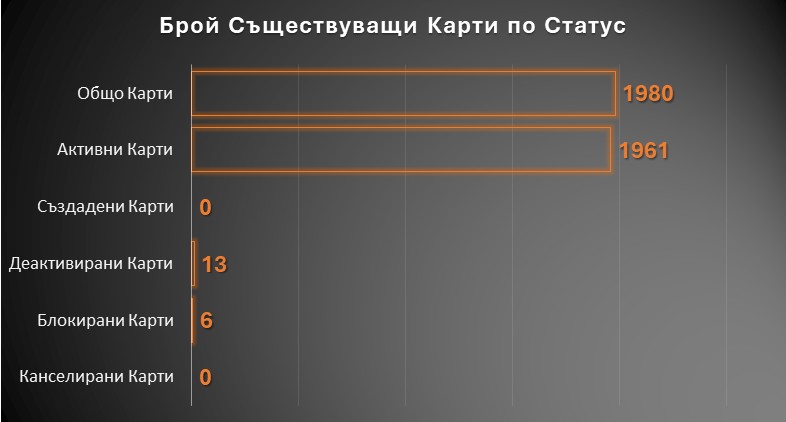 Брой Съществуващи Карти по Статус
Общо Карти 1980
Активни Карти 1961
Създадени Карти 0
Деактивирани Карти 13
Блокирани Карти 6
Канселирани Карти 0